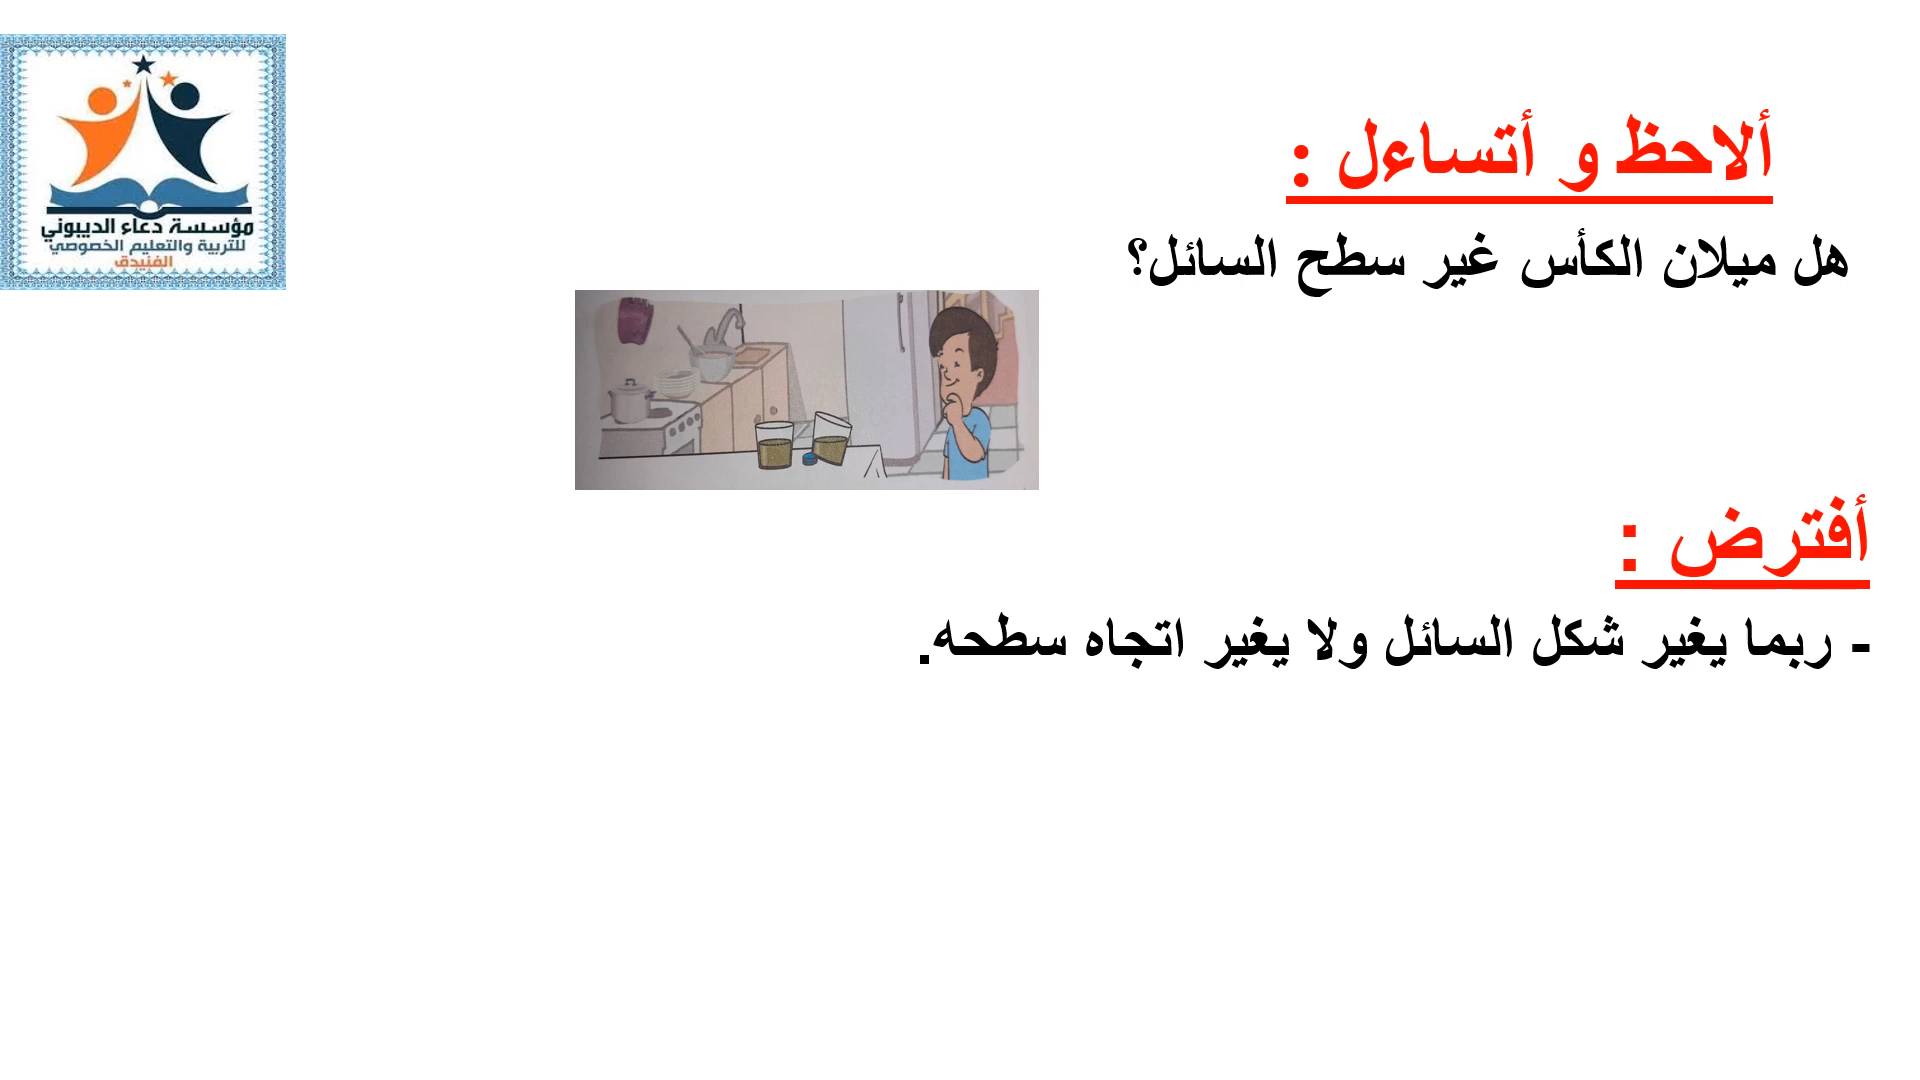 مؤسسة دعاء الديبوني
للتربية والتعليم الخصوصي
الفنيدق
ألاحظ و أتساءل :
هل ميلان الكأس غير سطح السائل؟
أفترض :
- ربما يغير شكل السائل ولا يغير اتجاه سطحه.